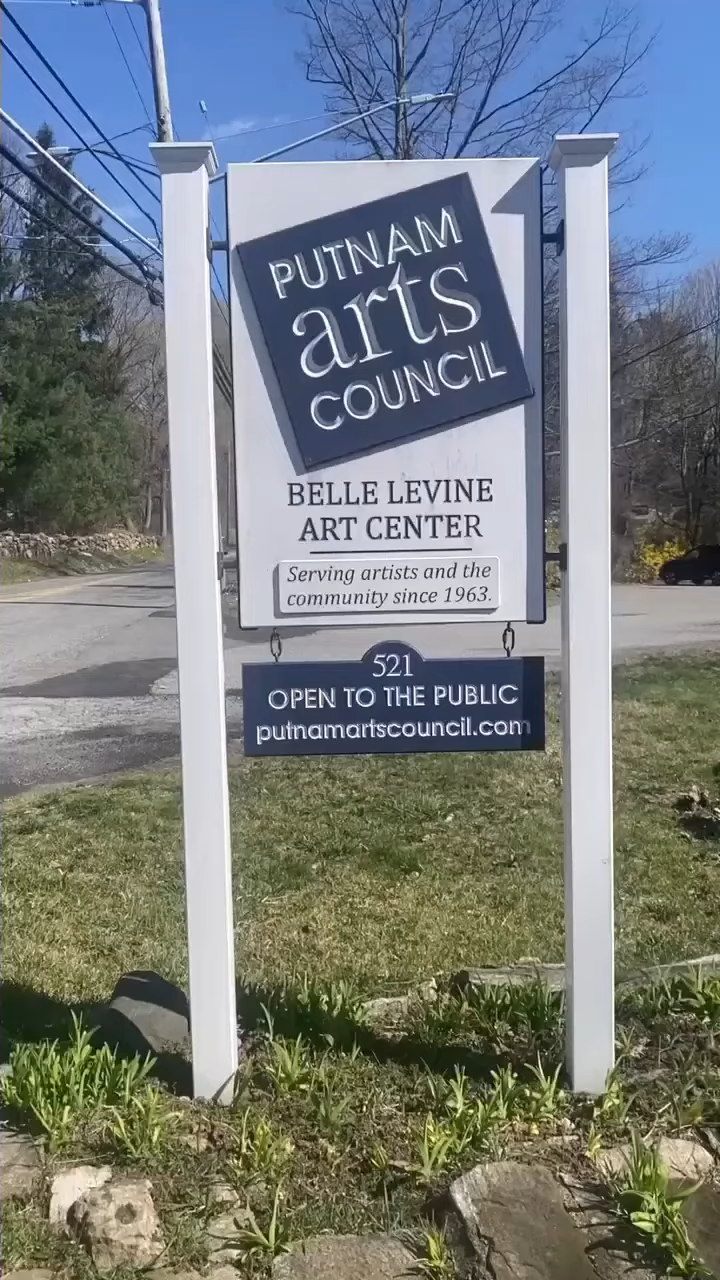 PUTNAM
arts
COUNCIL
BELLE LEVINE
ART CENTER
Serving artists and the
community since 1963.
521
OPEN TO THE PUBLIC
putnamartscouncil.com